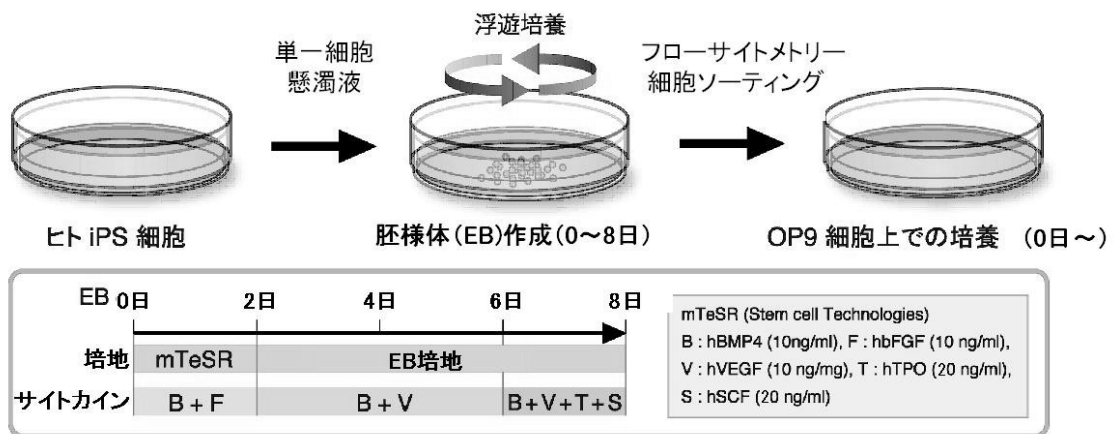 浮遊培養
単一細胞
懸濁液
フローサイトメトリー
細胞ソーティング
ヒト iPS 細胞
胚様体(EB)作成(0～8日)
OP9 細胞上での培養 (0日～)
EB 0日 2日 4日 6日 8日
培地 mTeSR EB培地
サイトカイン B + F B + V B+V+T+S
mTeSR (Stem cell Technologies)
B : hBMP4 (10ng/ml), F : hbFGF (10 ng/ml),
V : hVEGF (10 ng/mg), T : hTPO (20 ng/ml),
S : hSCF (20 ng/ml)